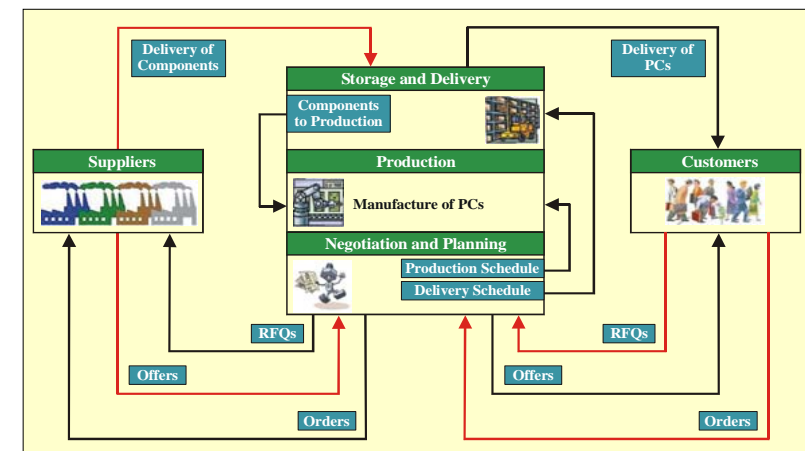 Delivery of
Components
Delivery of
PCs
Storage and Delivery
Components
to Production
Suppliers
Production
Customers
Manufacture of PCs
Negotiation and Planning
Production Schedule
Delivery Schedule
RFQs
RFQs
Offers
Offers
Orders
Orders